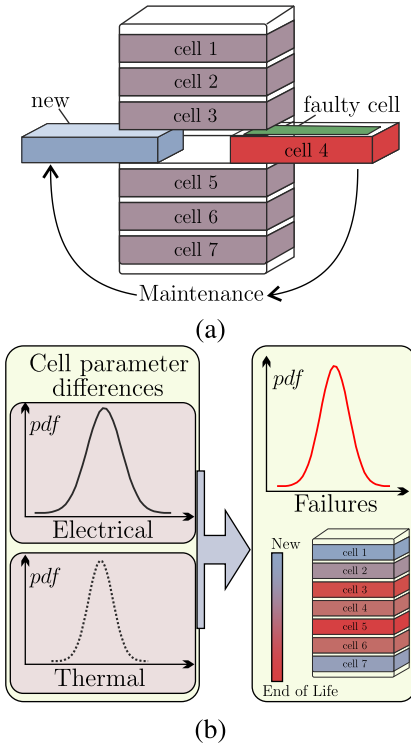 cell 1
cell 2
cell 3
new
faulty cell
cell 4
cell 5
cell 6
cell 7
Maintenance
(a)
Cell parameter
differences
pdf
Electrical
pdf
Thermal
pdf
Failures
New
cell 1
cell 2
cell 3
cell 4
cell 5
cell 6
cell 7
End of Life
(b)